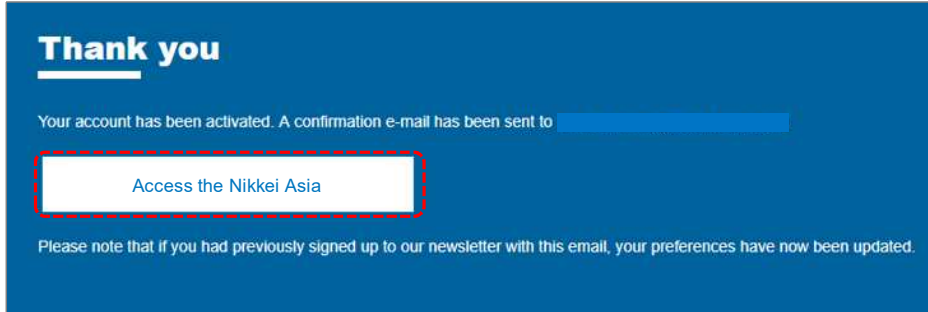 Thank you
Your account has been activated. A confirmation e-mail has been sent to
Access the Nikkei Asia
Please note that if you had previously signed up to our newsletter with this email, your preferences have now been updated.